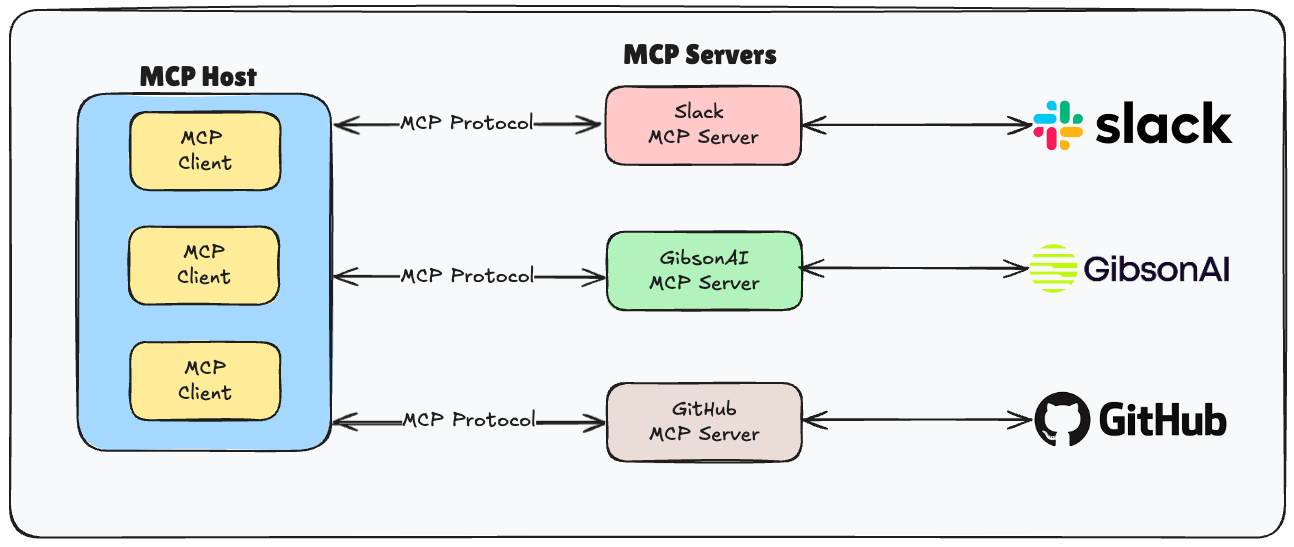 MCP Host
MCP Servers
MCP
Client
MCP Protocol
Slack
MCP Server
slack
MCP
Client
MCP Protocol
GibsonAI
MCP Server
GibsonAI
MCP
Client
MCP Protocol
GitHub
MCP Server
GitHub